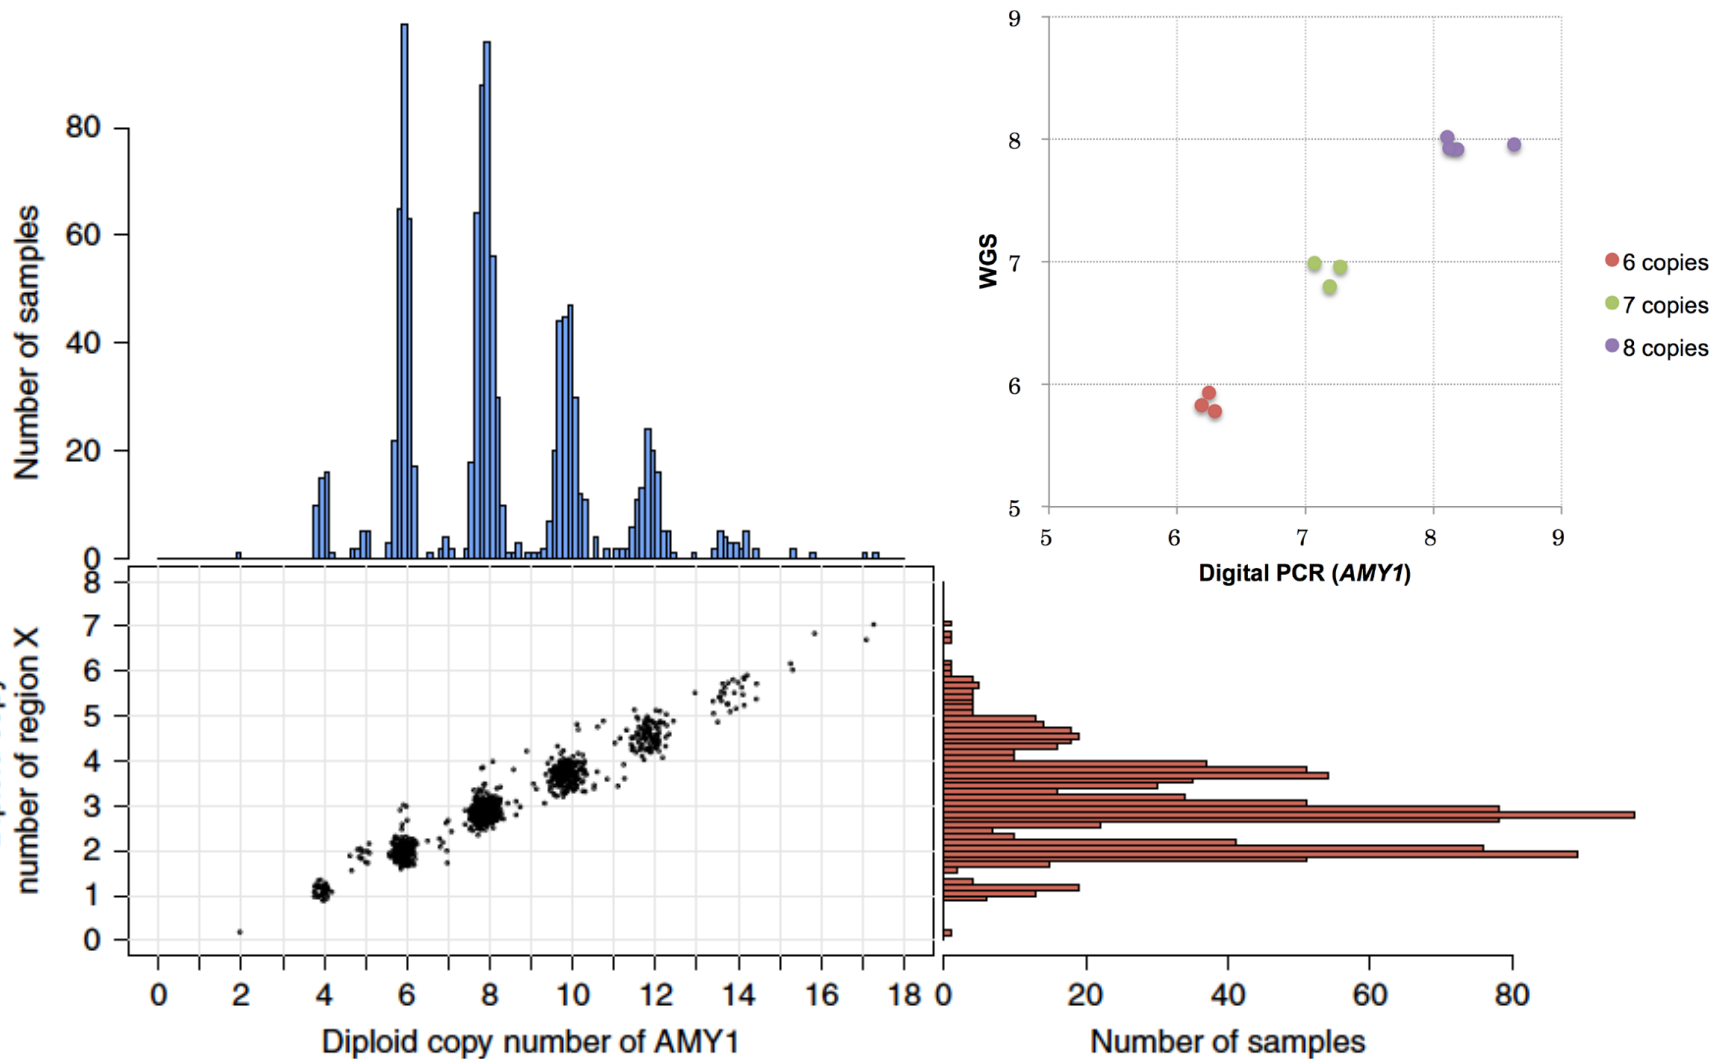 80
60
40
20
0
Number of samples
9
8
7
6
5
5 6 7 8 9
WGS
Digital PCR (AMY1)
6 copies
7 copies
8 copies
8
7
6
5
4
3
2
1
0
number of region X
0 2 4 6 8 10 12 14 16 18
Diploid copy number of AMY1
0 20 40 60 80
Number of samples